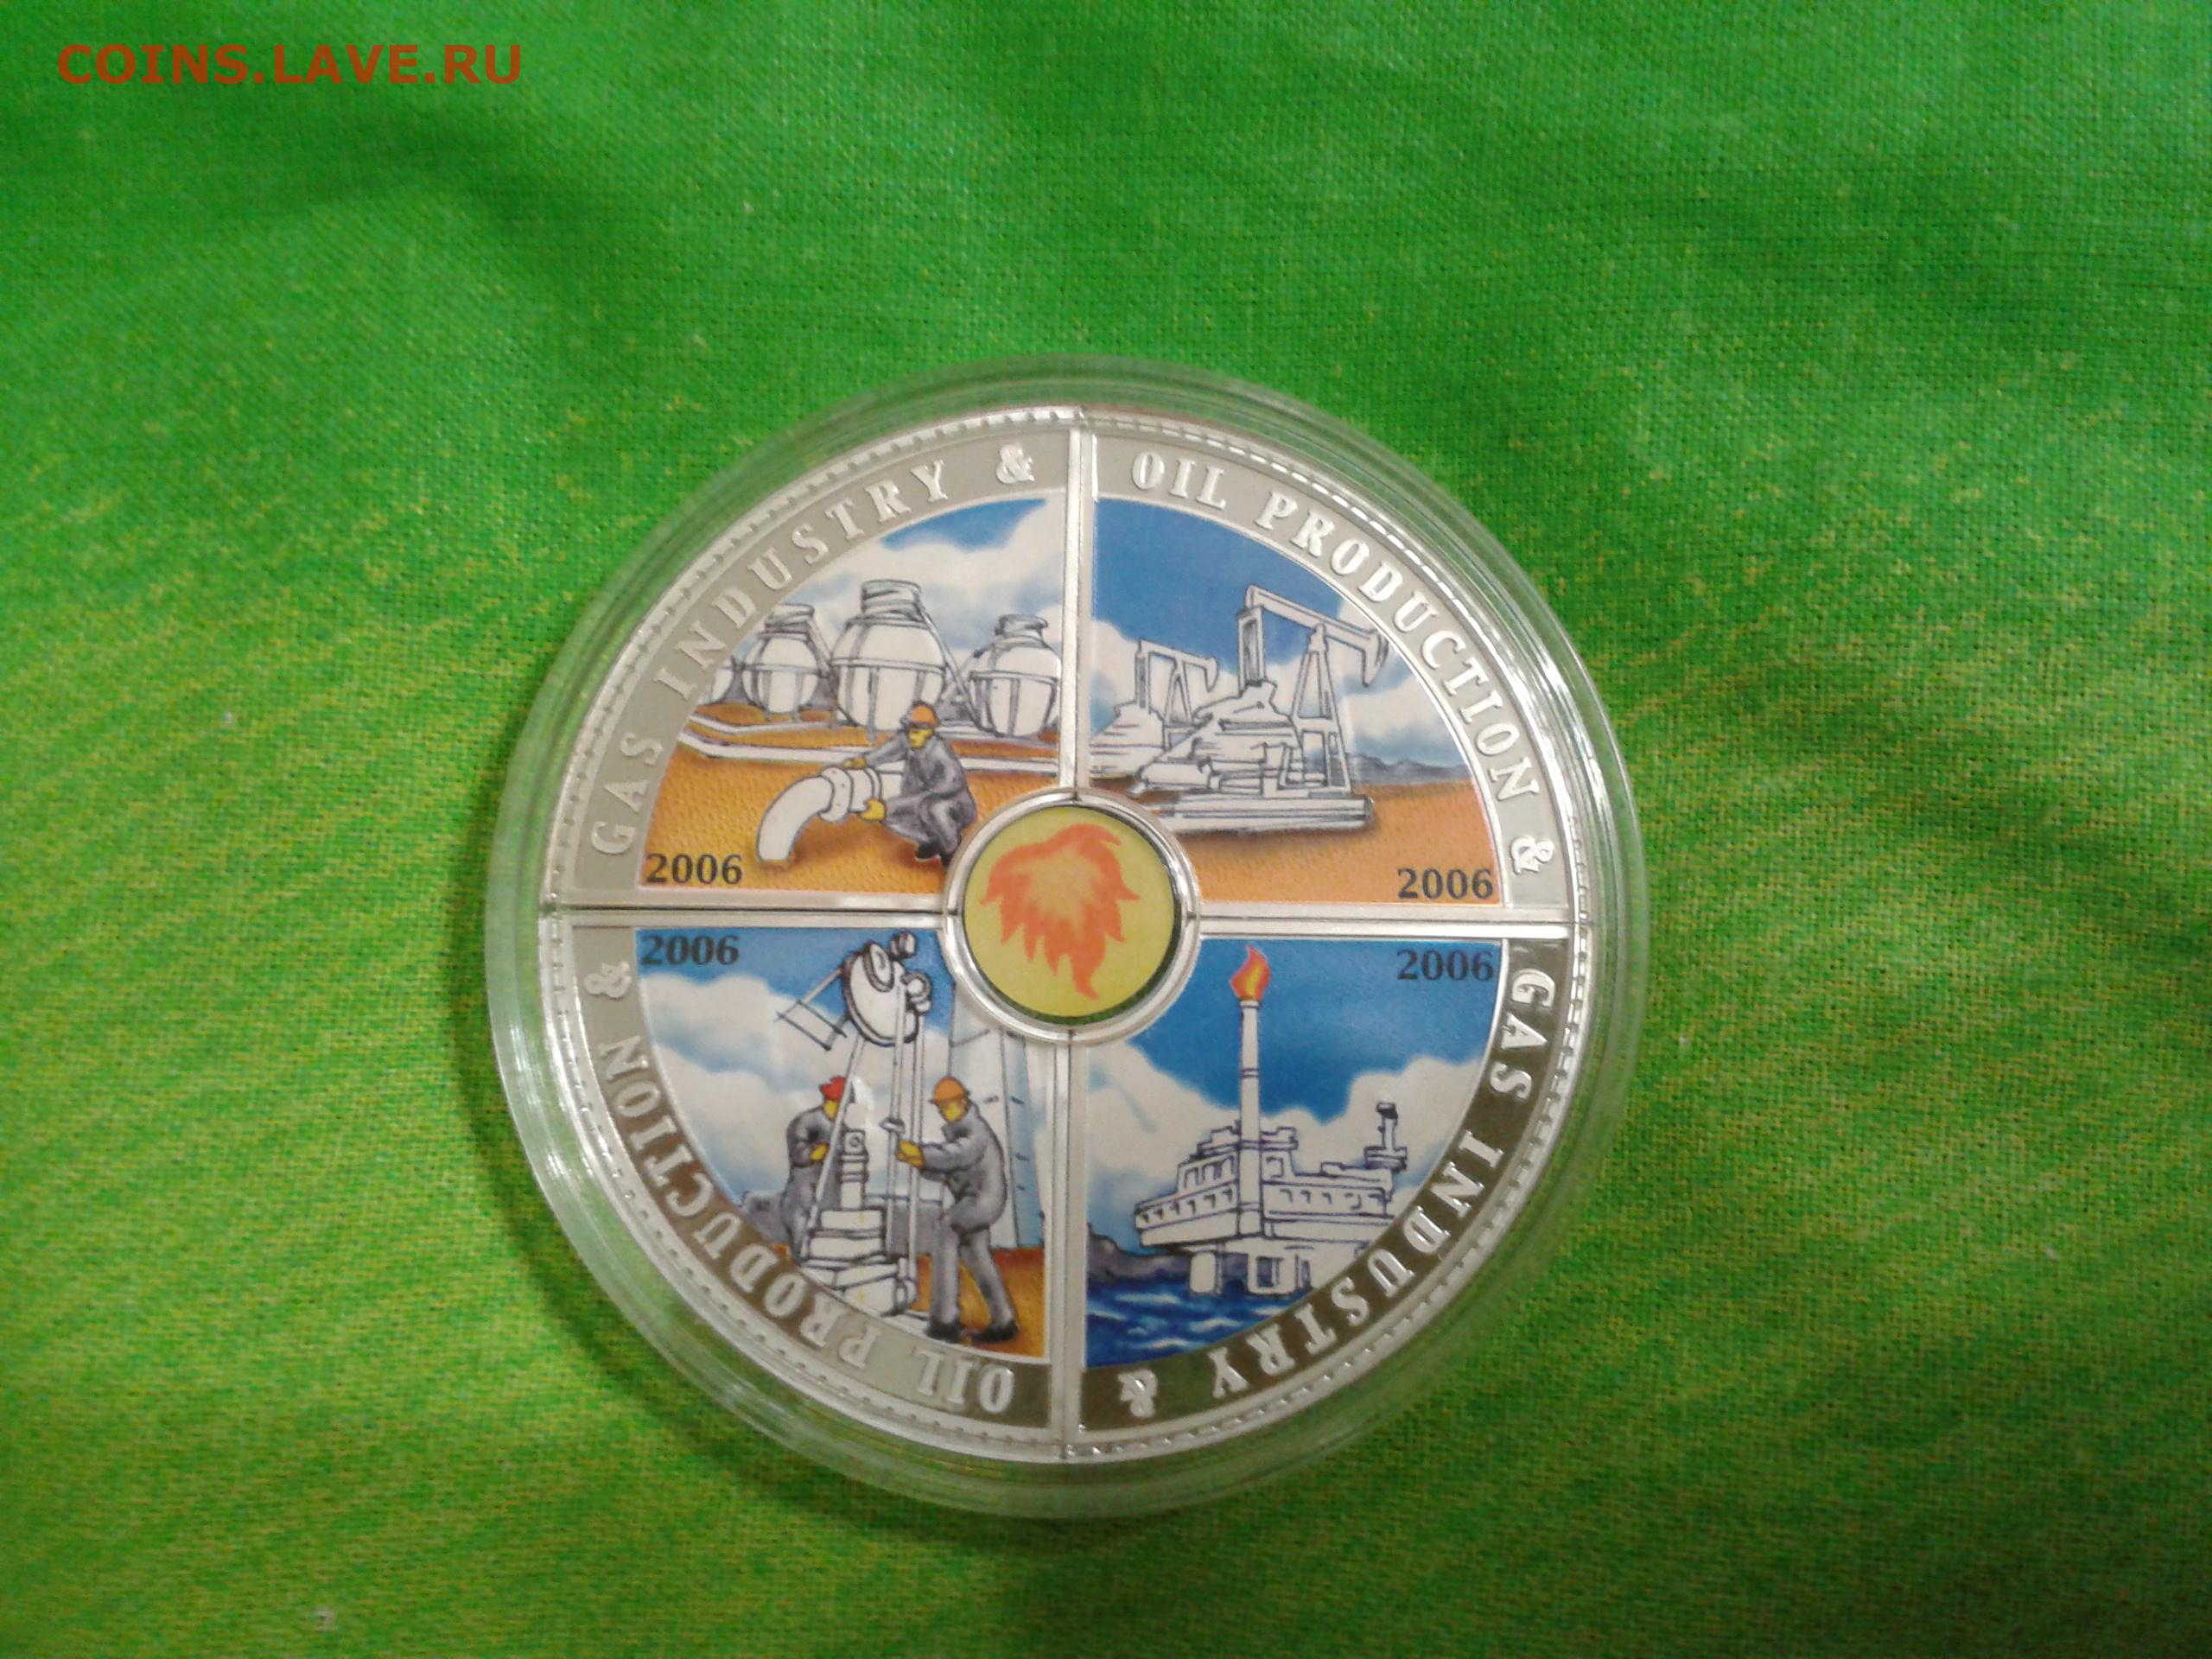 COINS.LAVE.RU
GAS INDUSTRY &
OIL PRODUCTION &
2006
2006
2006
2006
GAS INDUSTRY &
OIL PRODUCTION &